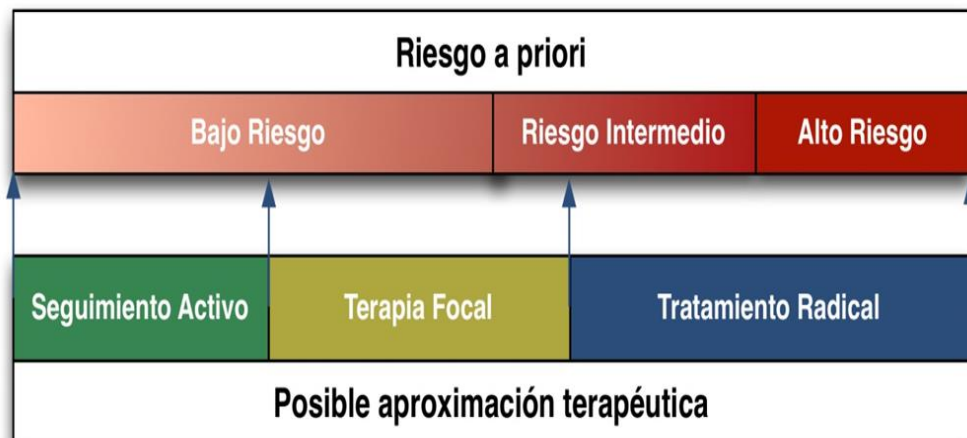 Riesgo a priori
Bajo Riesgo Riesgo Intermedio Alto Riesgo
Seguimiento Activo Terapia Focal Tratamiento Radical
Posible aproximación terapéutica